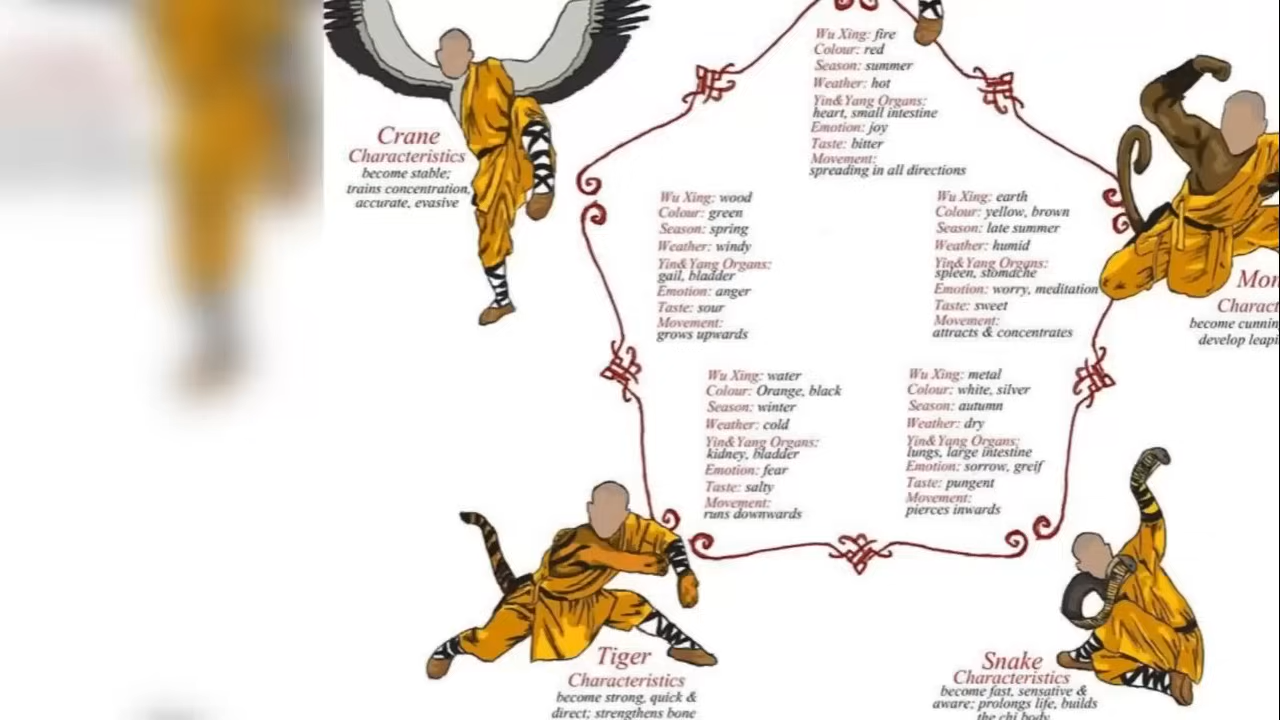 Wu Xing: fire
Colour: red
Season: summer
Weather: hot
Yin&Yang Organs:
heart, small intestine
Emotion: joy
Taste: bitter
Movement:
spreading in all directions
Crane
Characteristics
become stable;
trains concentration,
accurate, evasive
Wu Xing: wood
Colour: green
Season: spring
Weather: windy
Yin&Yang Organs:
gail, bladder
Emotion: anger
Taste: sour
Movement:
grows upwards
Wu Xing: earth
Colour: yellow, brown
Season: late summer
Weather: humid
Yin&Yang Organs:
spleen, stomache
Emotion: worry, meditation
Taste: sweet
Movement:
attracts & concentrates
Mon
Charact
become cunnin
develop leapi
Wu Xing: water
Colour: Orange, black
Season: winter
Weather: cold
Yin&Yang Organs:
kidney, bladder
Emotion: fear
Taste: salty
Movement:
runs downwards
Wu Xing: metal
Colour: white, silver
Season: autumn
Weather: dry
Yin&Yang Organs:
lungs, large intestine
Emotion: sorrow, greif
Taste: pungent
Movement:
pierces inwards
Tiger
Characteristics
become strong, quick &
direct; strengthens bone
Snake
Characteristics
become fast, sensative &
aware; prolongs life, builds
the chi body